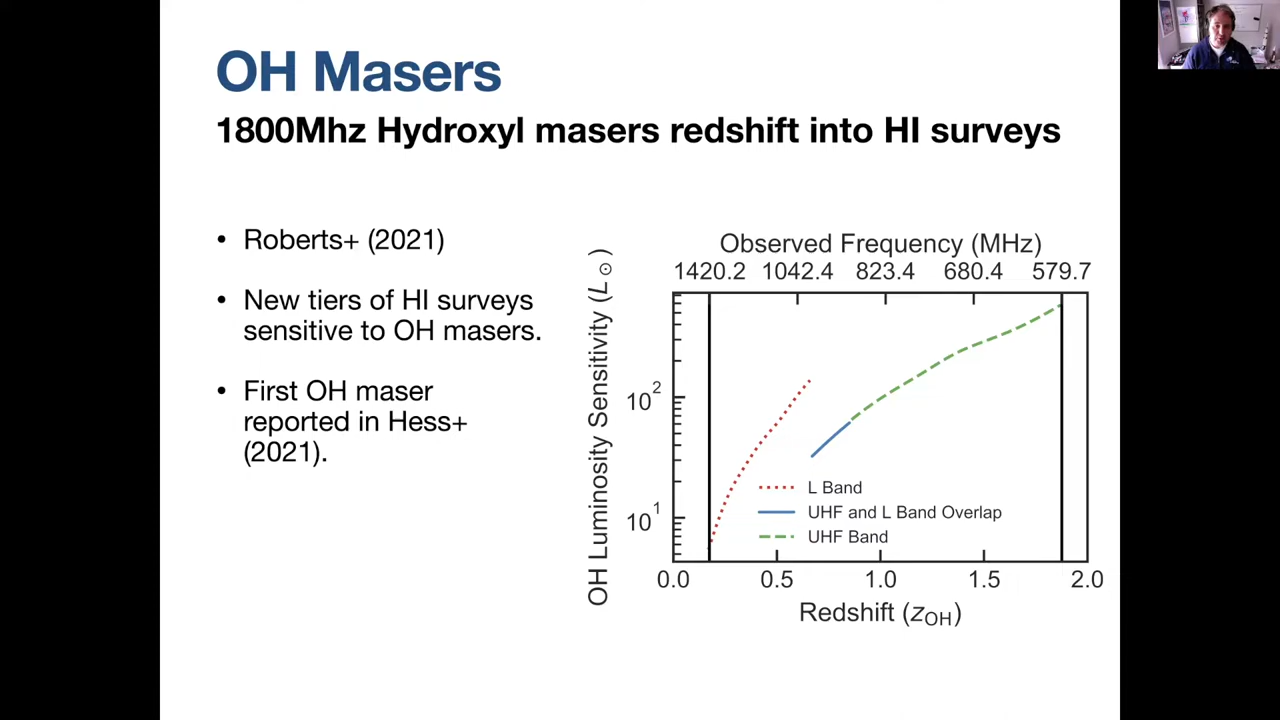 OH Masers
1800Mhz Hydroxyl masers redshift into HI surveys
• Roberts+ (2021)
• New tiers of HI surveys
sensitive to OH masers.
• First OH maser
reported in Hess+
(2021).
Observed Frequency (MHz)
1420.2 1042.4 823.4 680.4 579.7
OH Luminosity Sensitivity (L⊙)
10²
10¹
L Band
UHF and L Band Overlap
UHF Band
0.0 0.5 1.0 1.5 2.0
Redshift (zOH)